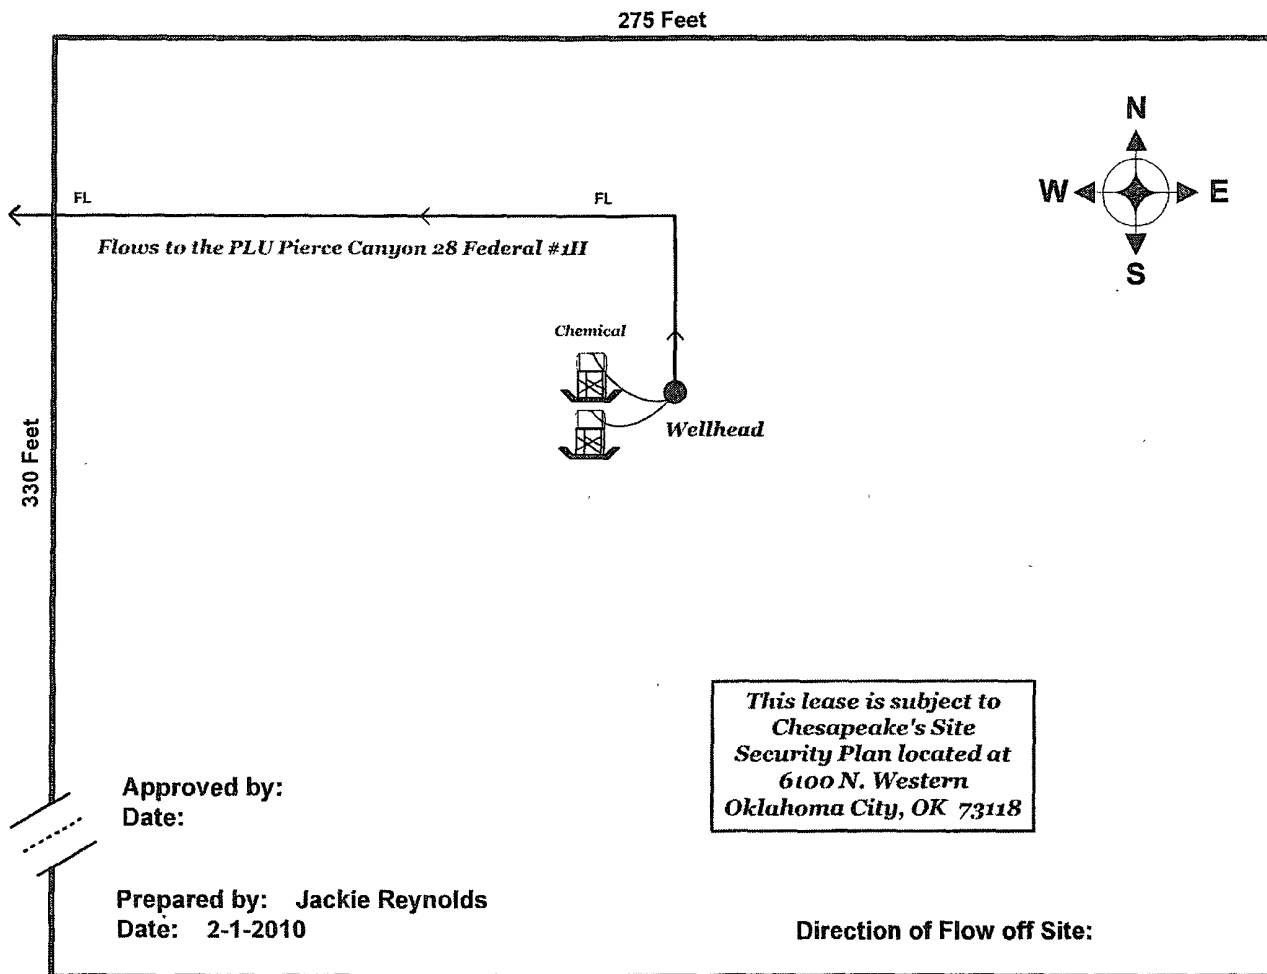 275 Feet
N
W E
S
FL FL
Flows to the PLU Pierce Canyon 28 Federal #1H
Chemical
Wellhead
330 Feet
This lease is subject to
Chesapeake's Site
Security Plan located at
6100 N. Western
Oklahoma City, OK 73118
Approved by:
Date:
Prepared by: Jackie Reynolds
Date: 2-1-2010
Direction of Flow off Site: